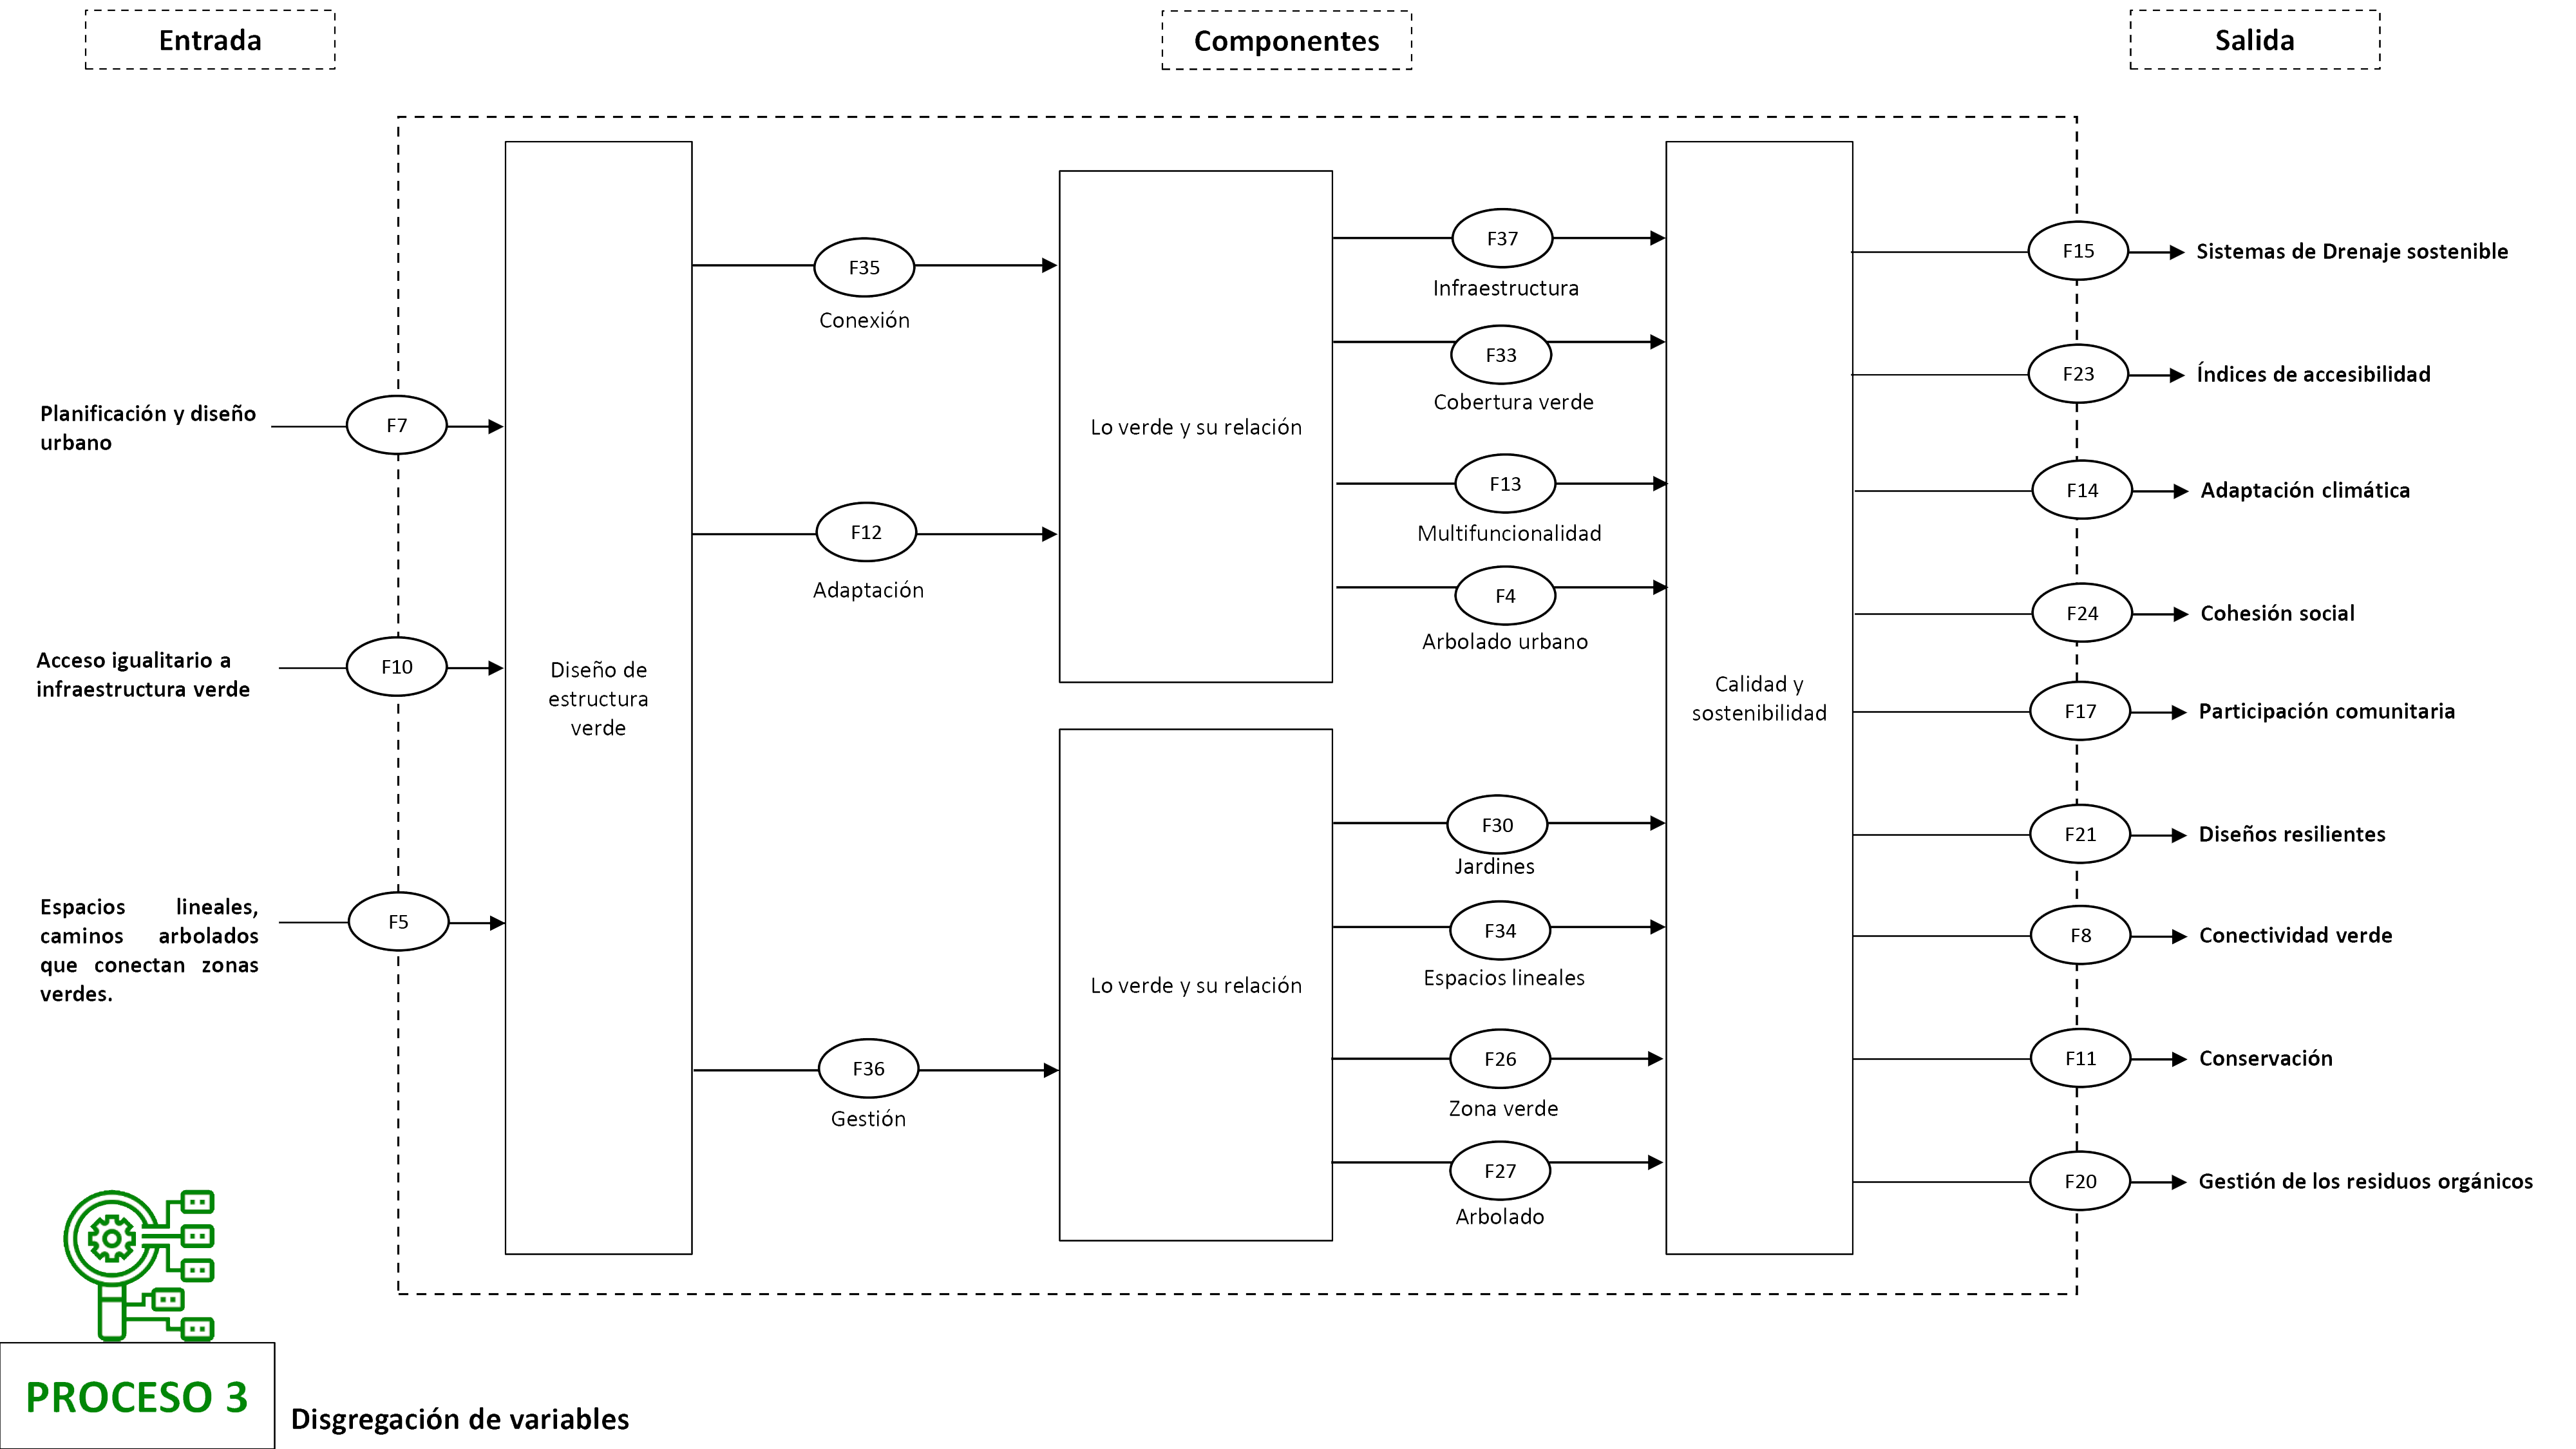 Entrada
Componentes
Salida
Planificación y diseño
urbano
F7
Acceso igualitario a
infraestructura verde
F10
Espacios lineales,
caminos arbolados
que conectan zonas
verdes.
F5
Diseño de
estructura
verde
F35
Conexión
F12
Adaptación
F36
Gestión
Lo verde y su relación
Lo verde y su relación
F37
Infraestructura
F33
Cobertura verde
F13
Multifuncionalidad
F4
Arbolado urbano
F30
Jardines
F34
Espacios lineales
F26
Zona verde
F27
Arbolado
Calidad y
sostenibilidad
F15
Sistemas de Drenaje sostenible
F23
Índices de accesibilidad
F14
Adaptación climática
F24
Cohesión social
F17
Participación comunitaria
F21
Diseños resilientes
F8
Conectividad verde
F11
Conservación
F20
Gestión de los residuos orgánicos
PROCESO 3
Disgregación de variables